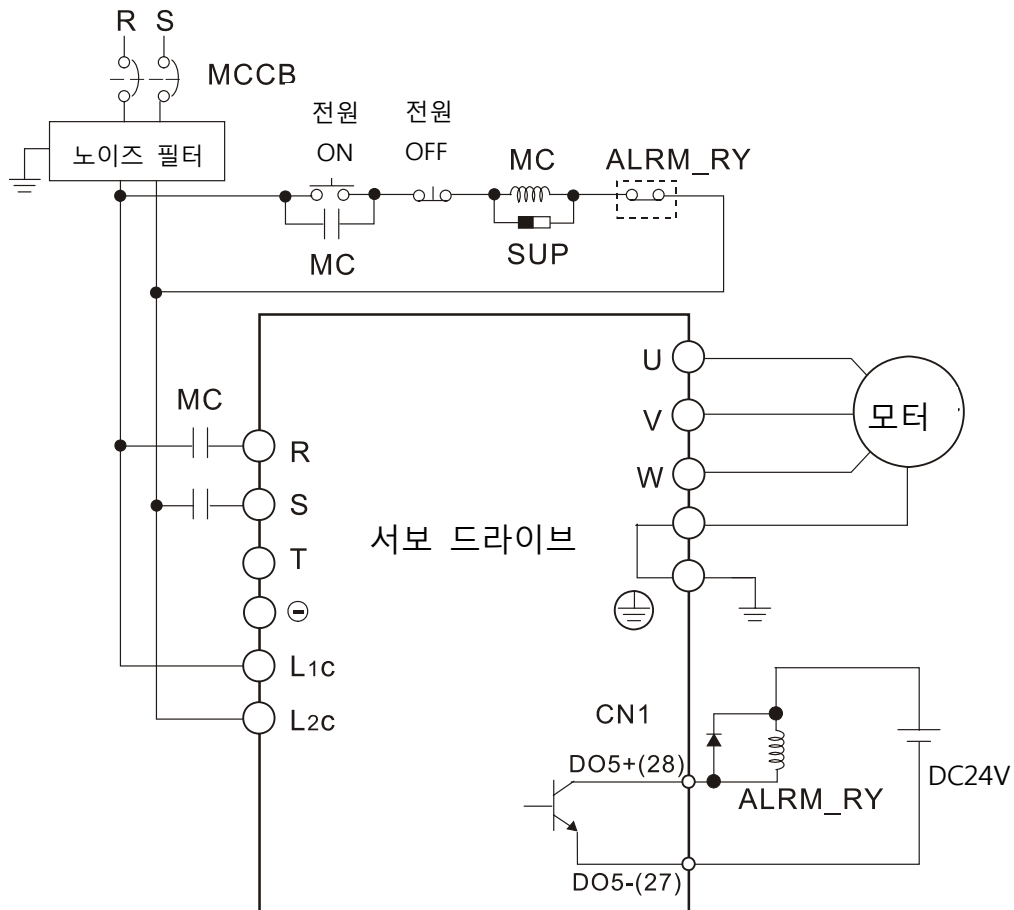 R S
MCCB
노이즈 필터
전원
ON
전원
OFF
MC
ALRM_RY
MC
SUP
MC
R
S
T
⊖
L1c
L2c
서보 드라이브
U
V
W
모터
CN1
DO5+(28)
DO5-(27)
ALRM_RY
DC24V